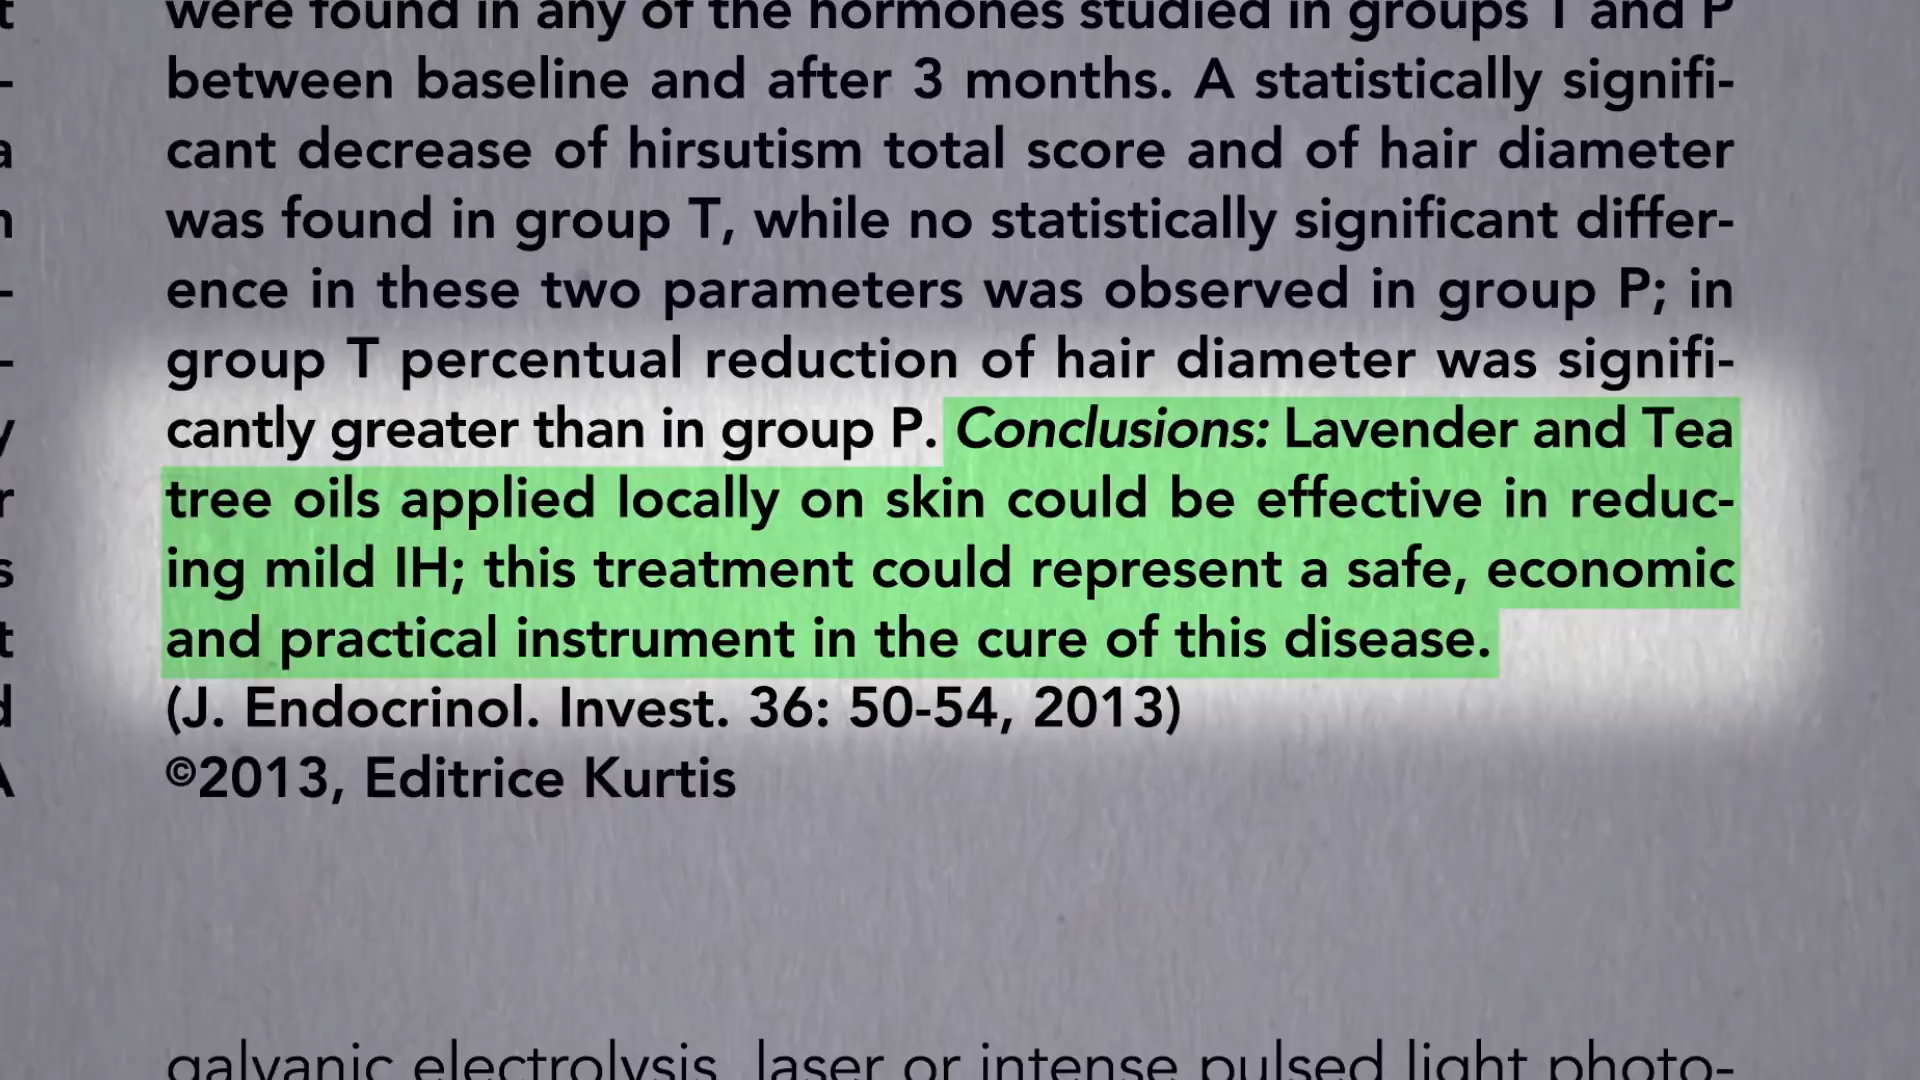 were found in any of the hormones studied in groups T and P
between baseline and after 3 months. A statistically signifi-
cant decrease of hirsutism total score and of hair diameter
was found in group T, while no statistically significant differ-
ence in these two parameters was observed in group P; in
group T percentual reduction of hair diameter was signifi-
cantly greater than in group P. Conclusions: Lavender and Tea
tree oils applied locally on skin could be effective in reduc-
ing mild IH; this treatment could represent a safe, economic
and practical instrument in the cure of this disease.
(J. Endocrinol. Invest. 36: 50-54, 2013)
©2013, Editrice Kurtis
galvanic electrolysis, laser or intense pulsed light photo-